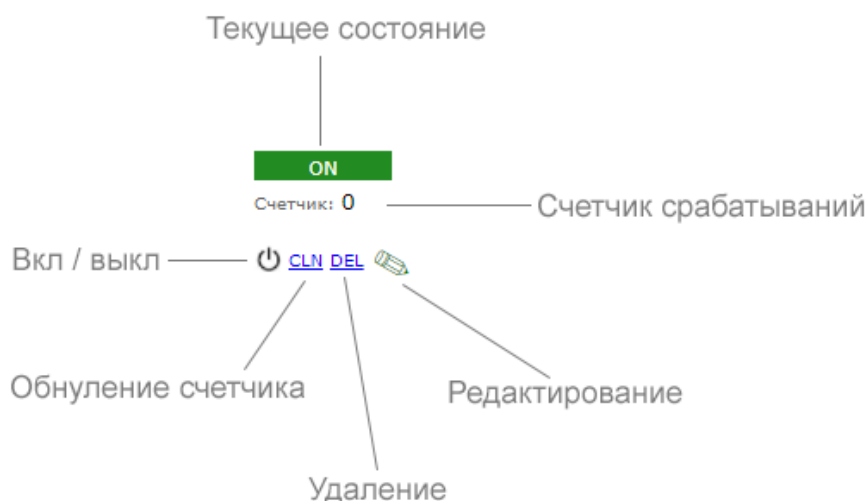 Текущее состояние
ON
Счетчик: 0
Счетчик срабатываний
Вкл / выкл
CLN DEL
Обнуление счетчика
Редактирование
Удаление